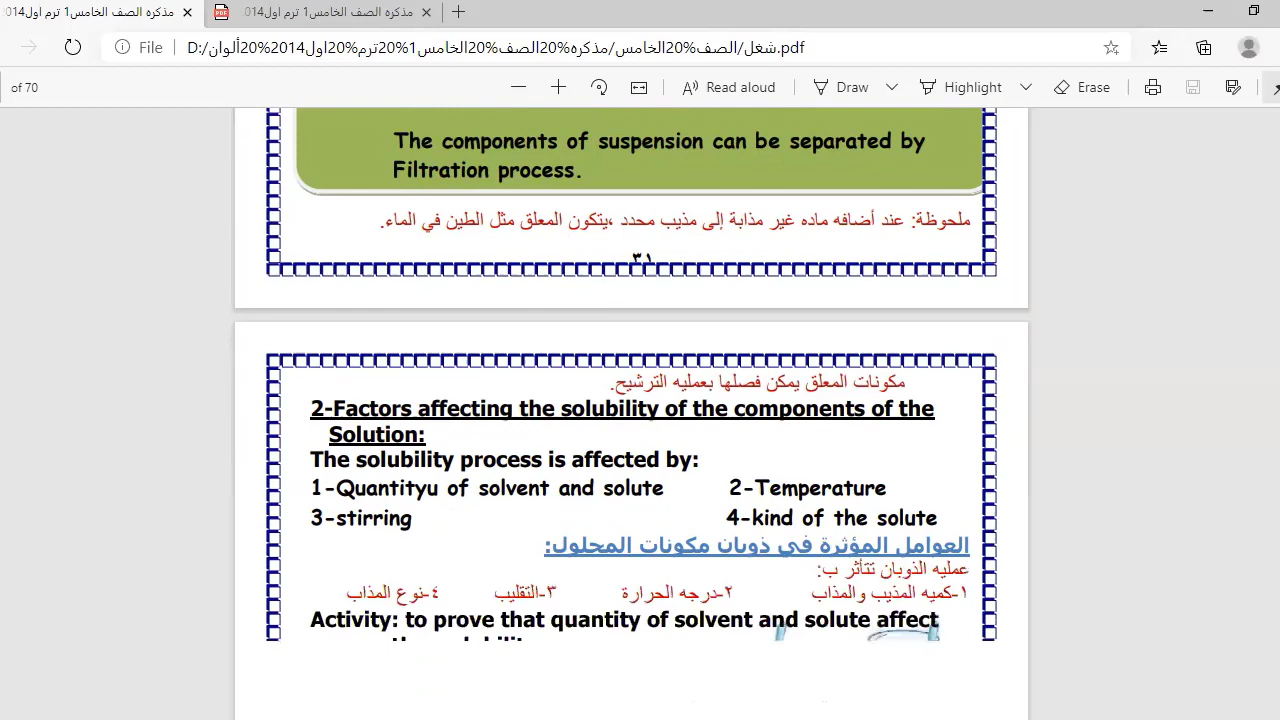 مذكره الصف الخامس1 ترم اول014
مذكره الصف الخامس1 ترم اول014
File
D:/شغل/الصف%20الخامس/مذكره%20الصف%20الخامس1%20ترم%20اول2014%20ألوان.pdf
of 70
Read aloud
Draw
Highlight
Erase
The components of suspension can be separated by
Filtration process.
ملحوظة: عند أضافه ماده غير مذابة إلى مذيب محدد ،يتكون المعلق مثل الطين في الماء.
٣١
مكونات المعلق يمكن فصلها بعمليه الترشيح.
2-Factors affecting the solubility of the components of the
Solution:
The solubility process is affected by:
1-Quantityu of solvent and solute 2-Temperature
3-stirring 4-kind of the solute
العوامل المؤثرة في ذوبان مكونات المحلول:
عمليه الذوبان تتأثر ب:
١-كميه المذيب والمذاب ٢-درجه الحرارة ٣-التقليب ٤-نوع المذاب
Activity: to prove that quantity of solvent and solute affect